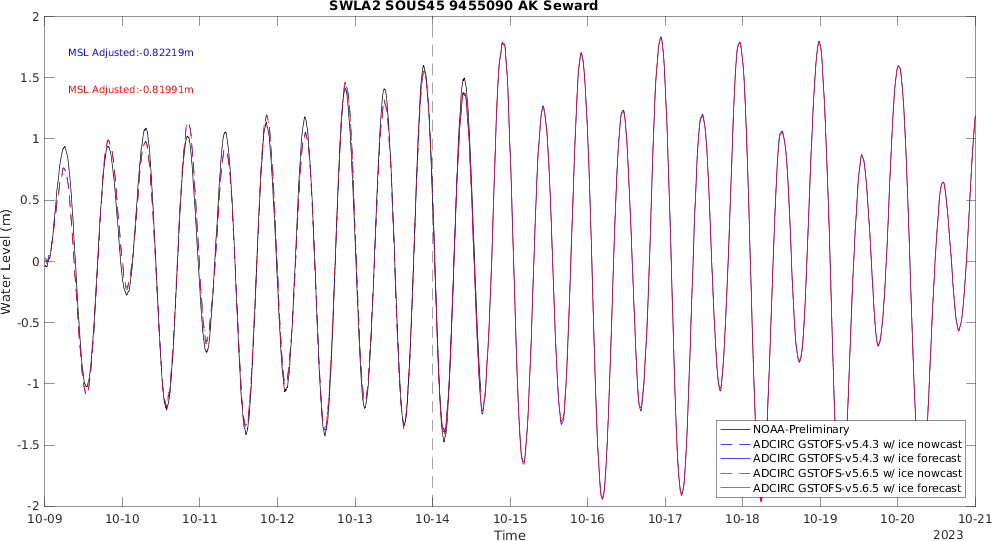 SWLA2 SOUS45 9455090 AK Seward
2
1.5
1
0.5
0
-0.5
-1
-1.5
-2
Water Level (m)
MSL Adjusted:-0.82219m
MSL Adjusted:-0.81991m
NOAA-Preliminary
ADCIRC GSTOFS-v5.4.3 w/ ice nowcast
ADCIRC GSTOFS-v5.4.3 w/ ice forecast
ADCIRC GSTOFS-v5.6.5 w/ ice nowcast
ADCIRC GSTOFS-v5.6.5 w/ ice forecast
10-09 10-10 10-11 10-12 10-13 10-14 10-15 10-16 10-17 10-18 10-19 10-20 10-21
Time
2023